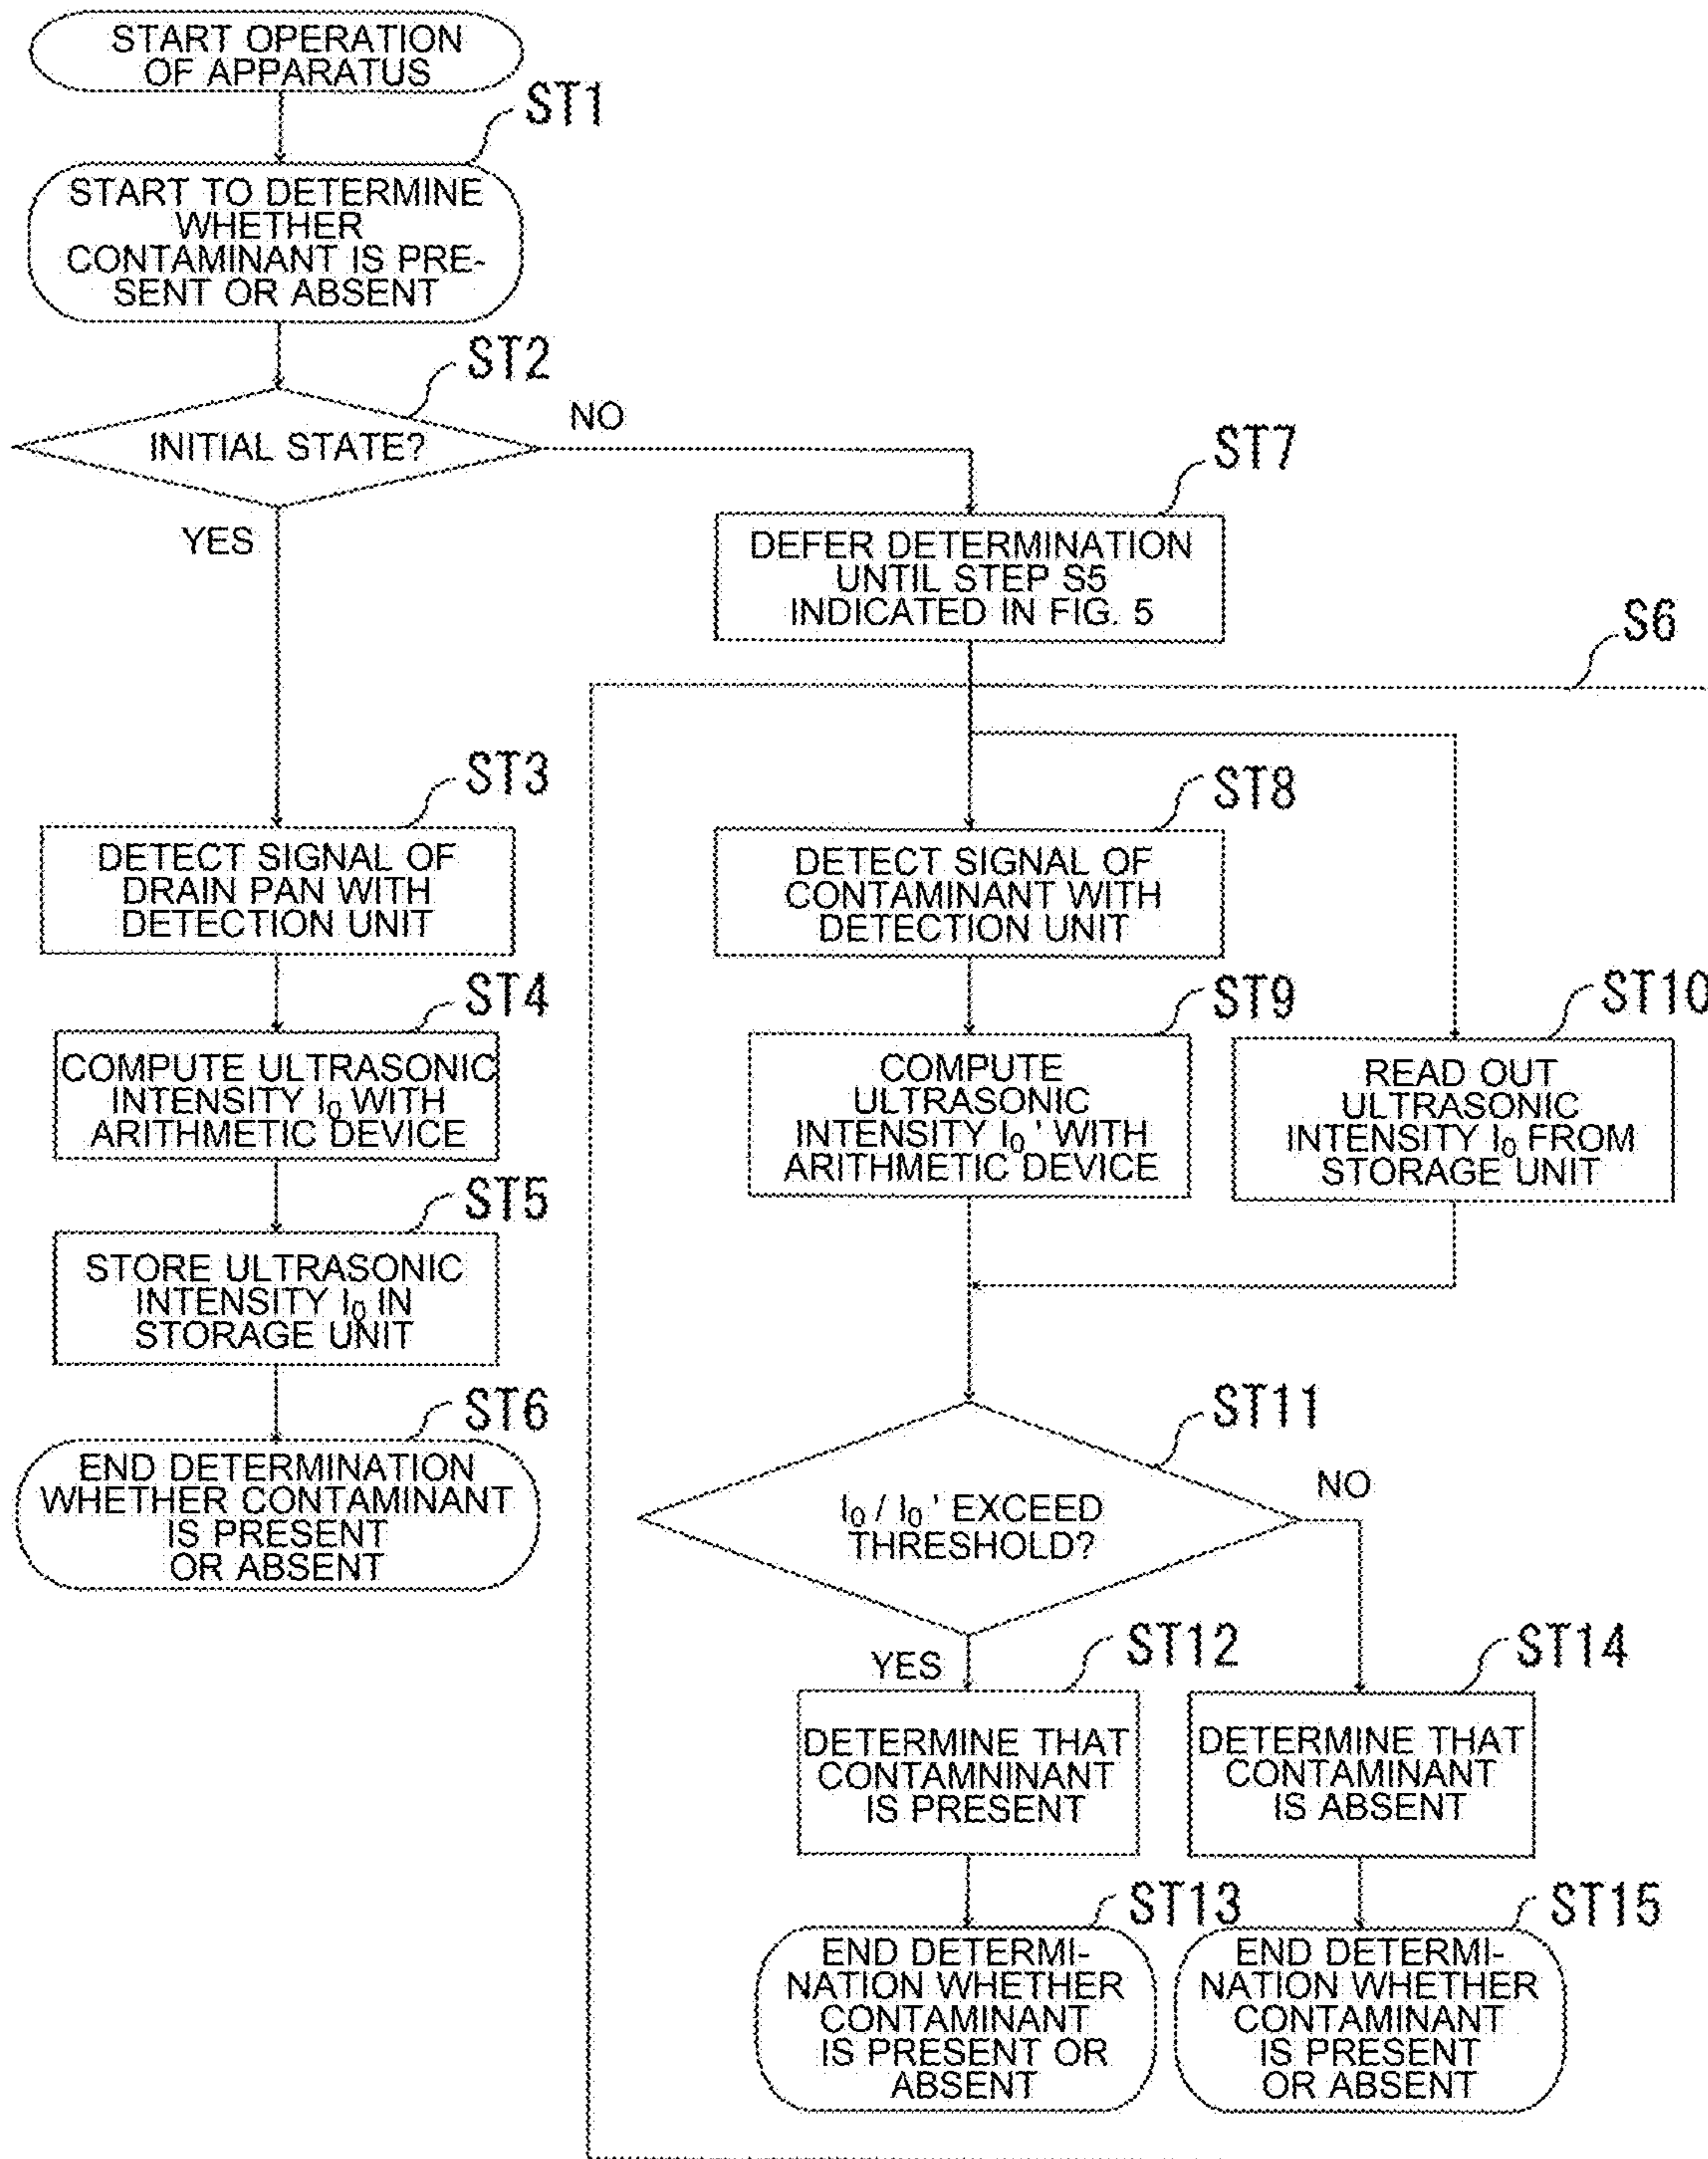 START OPERATION
OF APPARATUS
ST1
START TO DETERMINE
WHETHER
CONTAMINANT IS PRE-
SENT OR ABSENT
ST2
INITIAL STATE?
NO
YES
ST7
DEFER DETERMINATION
UNTIL STEP S5
INDICATED IN FIG. 5
S6
ST3
DETECT SIGNAL OF
DRAIN PAN WITH
DETECTION UNIT
ST4
COMPUTE ULTRASONIC
INTENSITY I₀ WITH
ARITHMETIC DEVICE
ST5
STORE ULTRASONIC
INTENSITY I₀ IN
STORAGE UNIT
ST6
END DETERMINATION
WHETHER CONTAMINANT
IS PRESENT
OR ABSENT
ST8
DETECT SIGNAL OF
CONTAMINANT WITH
DETECTION UNIT
ST9
COMPUTE
ULTRASONIC
INTENSITY I₀' WITH
ARITHMETIC DEVICE
ST10
READ OUT
ULTRASONIC
INTENSITY I₀ FROM
STORAGE UNIT
ST11
I₀ / I₀' EXCEED
THRESHOLD?
NO
YES
ST12
DETERMINE THAT
CONTAMNINANT
IS PRESENT
ST14
DETERMINE THAT
CONTAMINANT
IS ABSENT
ST13
END DETERMI-
NATION WHETHER
CONTAMINANT
IS PRESENT OR
ABSENT
ST15
END DETERMI-
NATION WHETHER
CONTAMINANT
IS PRESENT
OR ABSENT